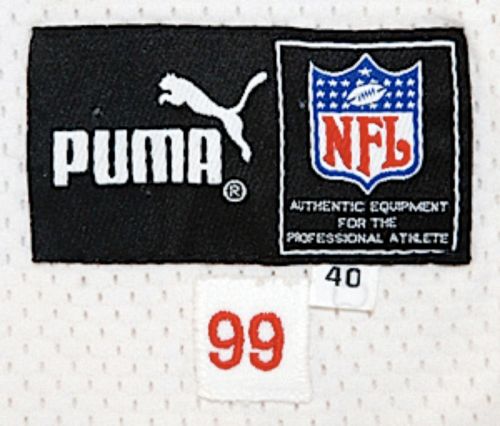 PUMA®
NFL
AUTHENTIC EQUIPMENT
FOR THE
PROFESSIONAL ATHLETE
40
99